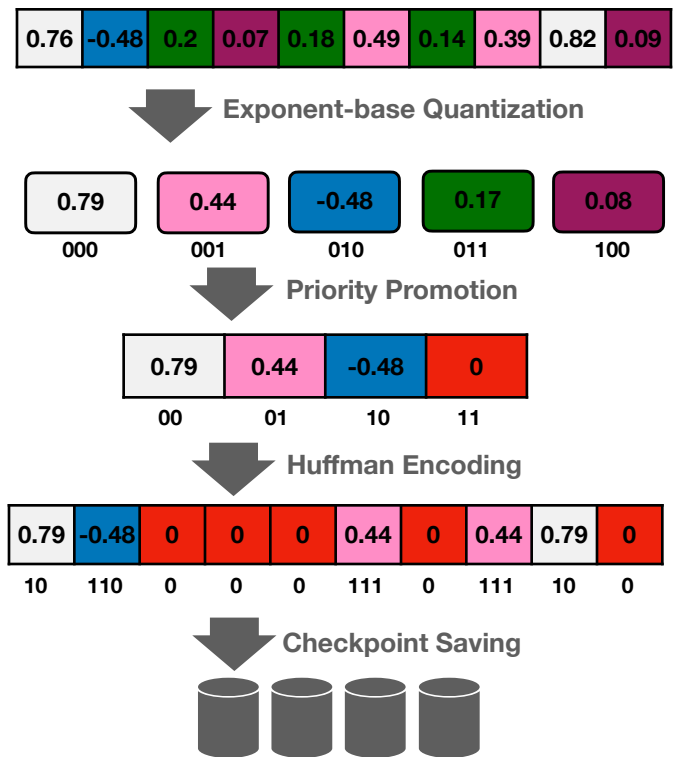 0.76 -0.48 0.2 0.07 0.18 0.49 0.14 0.39 0.82 0.09
Exponent-base Quantization
0.79 0.44 -0.48 0.17 0.08
000 001 010 011 100
Priority Promotion
0.79 0.44 -0.48 0
00 01 10 11
Huffman Encoding
0.79 -0.48 0 0 0 0.44 0 0.44 0.79 0
10 110 0 0 0 111 0 111 10 0
Checkpoint Saving